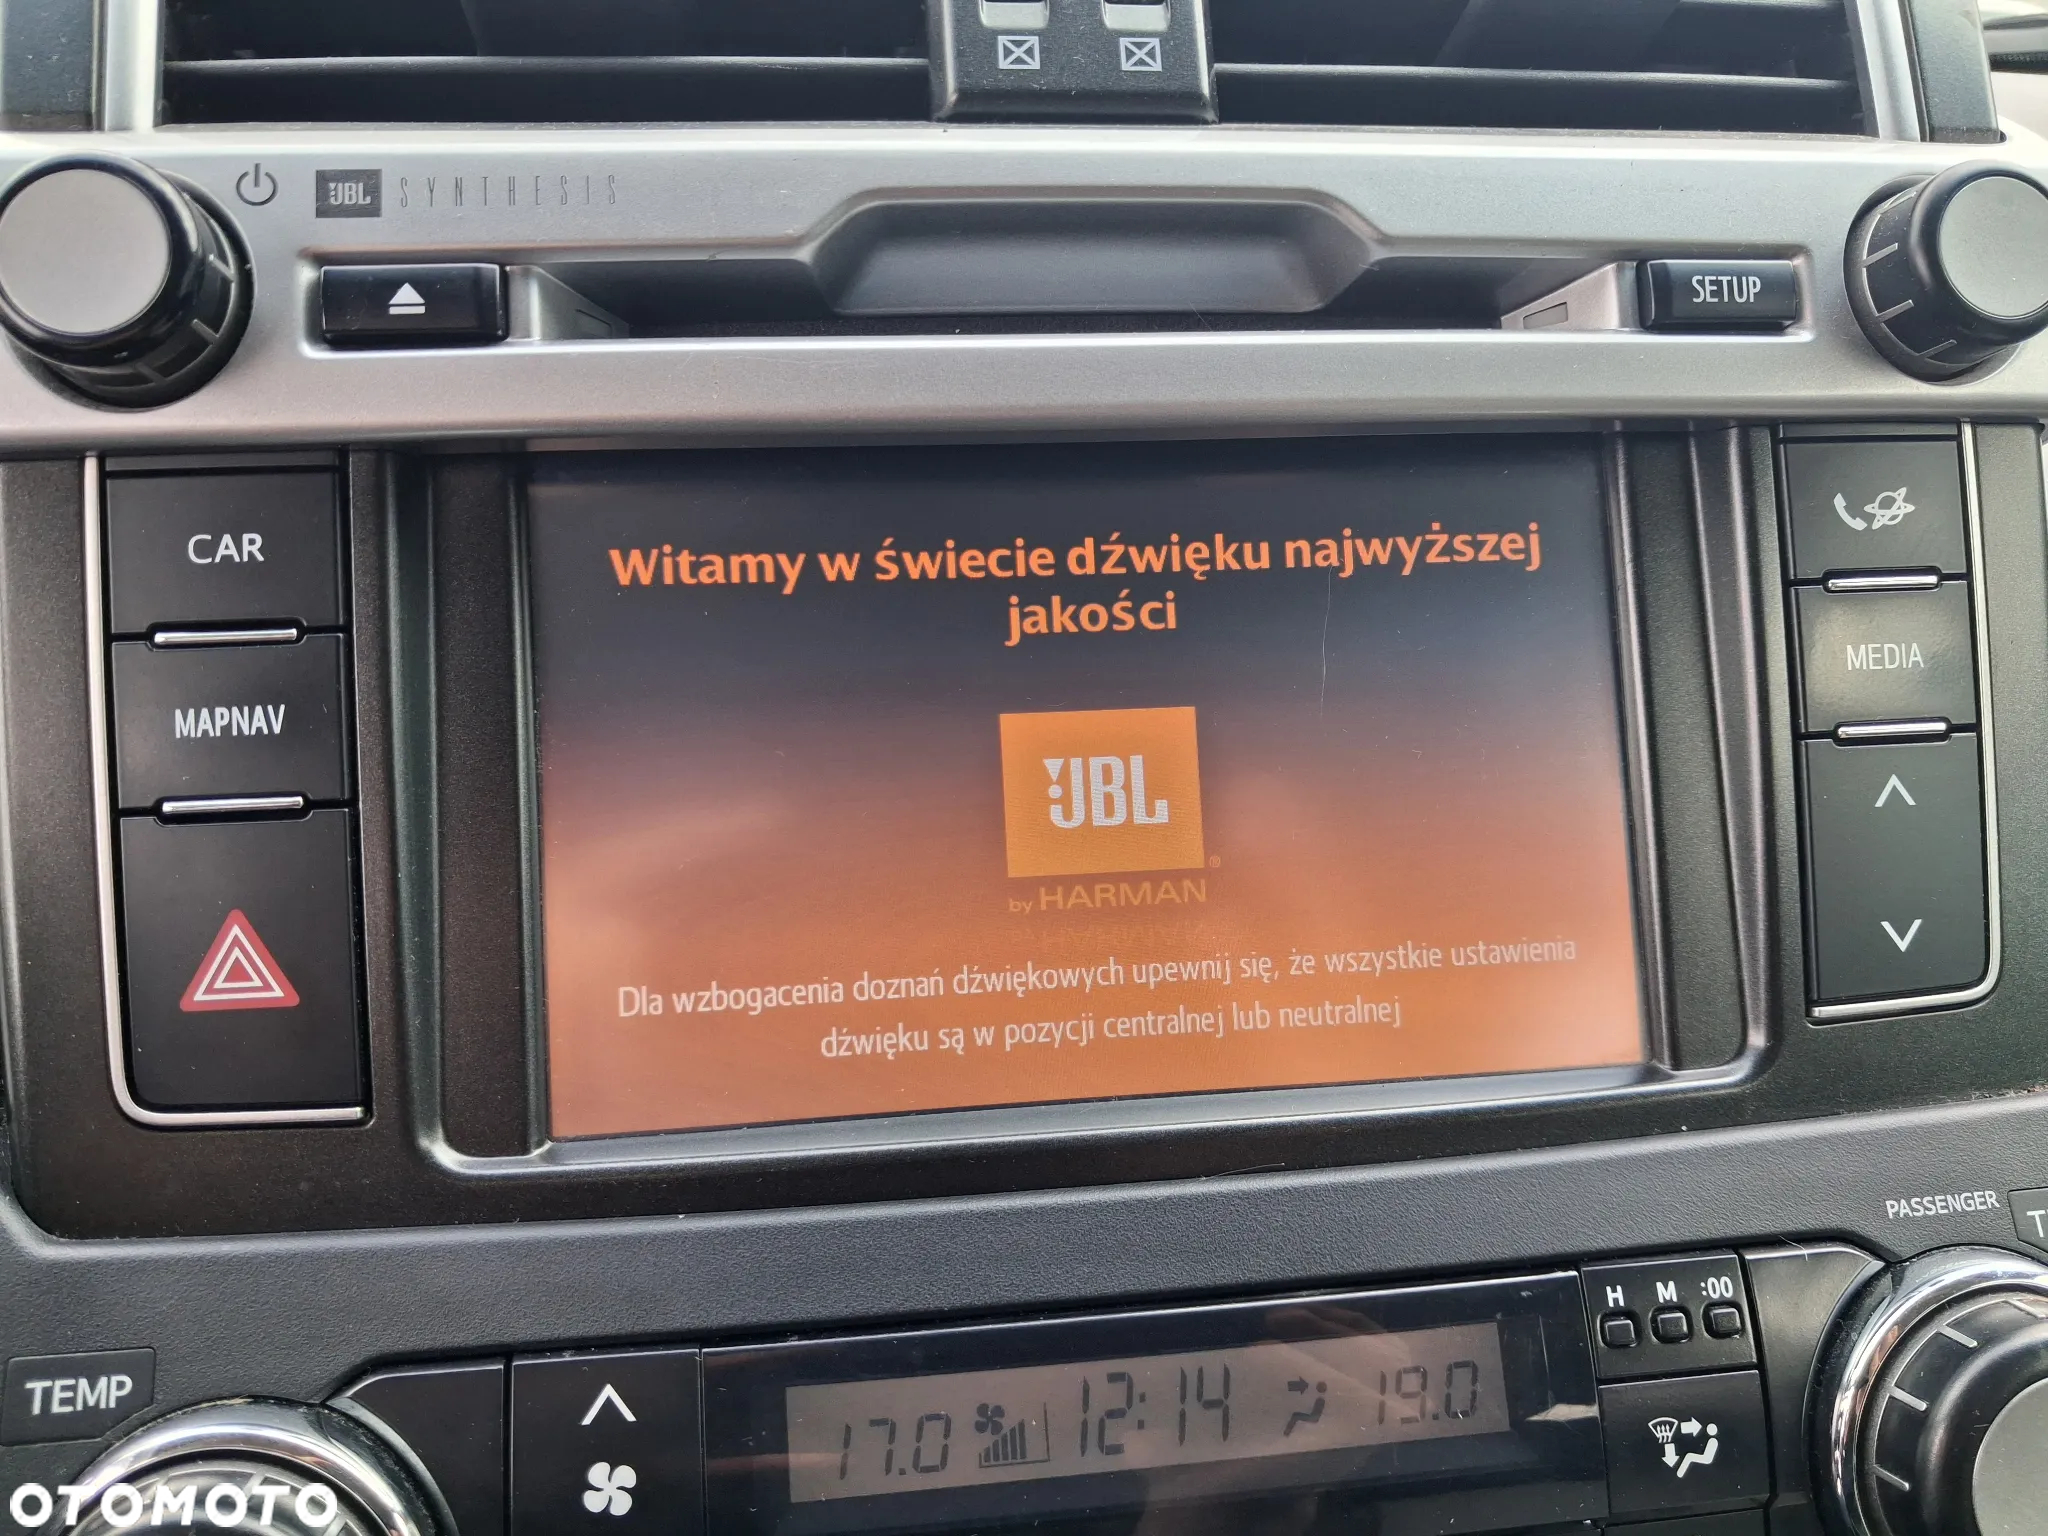 JBL SYNTHESIS
SETUP
CAR
MAPNAV
MEDIA
Witamy w świecie dźwięku najwyższej
jakości
JBL®
by HARMAN
Dla wzbogacenia doznań dźwiękowych upewnij się, że wszystkie ustawienia
dźwięku są w pozycji centralnej lub neutralnej
PASSENGER
H M :00
TEMP
17.0 12:14 19.0
OTOMOTO